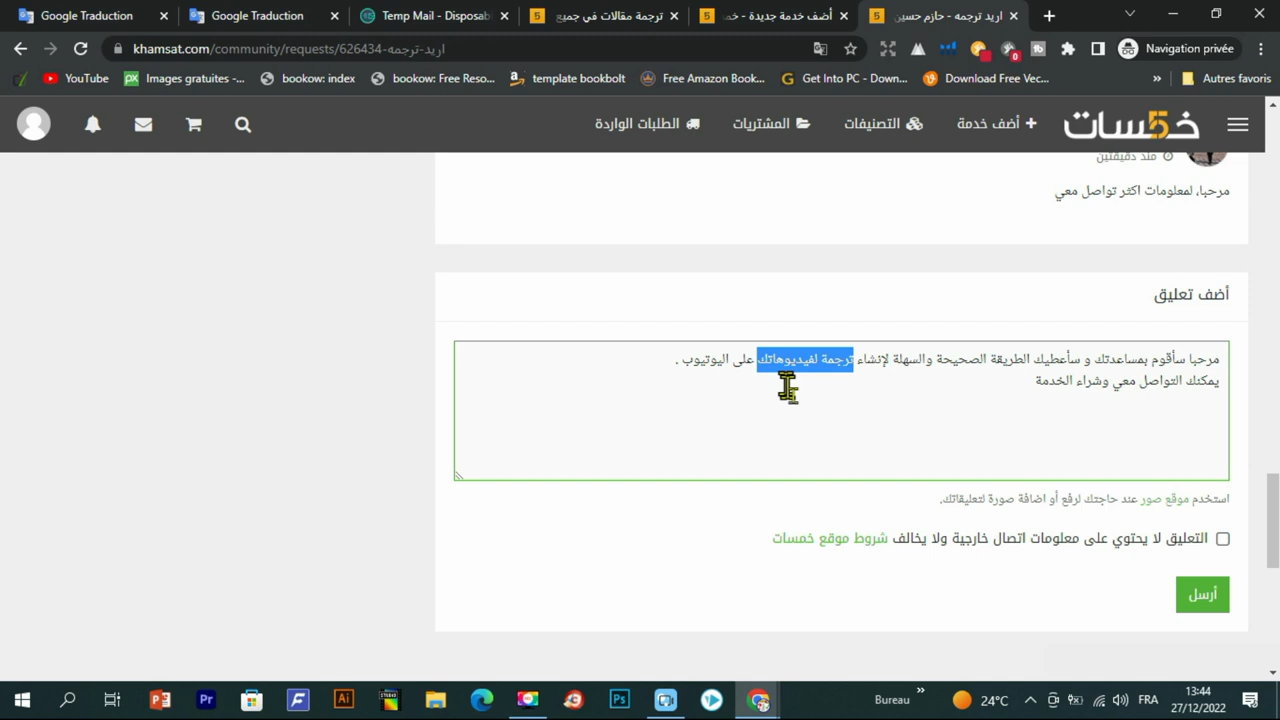 Google Traduction
Google Traduction
Temp Mail - Disposab
ترجمة مقالات في جميع
أضف خدمة جديدة - خم
اريد ترجمه - حازم حسين
khamsat.com/community/requests/626434-اريد-ترجمه
Navigation privée
YouTube
Images gratuites -...
bookow: index
bookow: Free Reso...
template bookbolt
Free Amazon Book...
Get Into PC - Down...
Download Free Vec...
»
Autres favoris
خمسات
أضف خدمة
التصنيفات
المشتريات
الطلبات الواردة
منذ دقيقتين
مرحبا، لمعلومات اكثر تواصل معي
أضف تعليق
مرحبا سأقوم بمساعدتك و سأعطيك الطريقة الصحيحة والسهلة لإنشاء ترجمة لفيديوهاتك على اليوتيوب .
يمكنك التواصل معي وشراء الخدمة
استخدم موقع صور عند حاجتك لرفع أو اضافة صورة لتعليقاتك.
التعليق لا يحتوي على معلومات اتصال خارجية ولا يخالف شروط موقع خمسات
أرسل
Bureau
»
24°C
FRA
13:44
27/12/2022